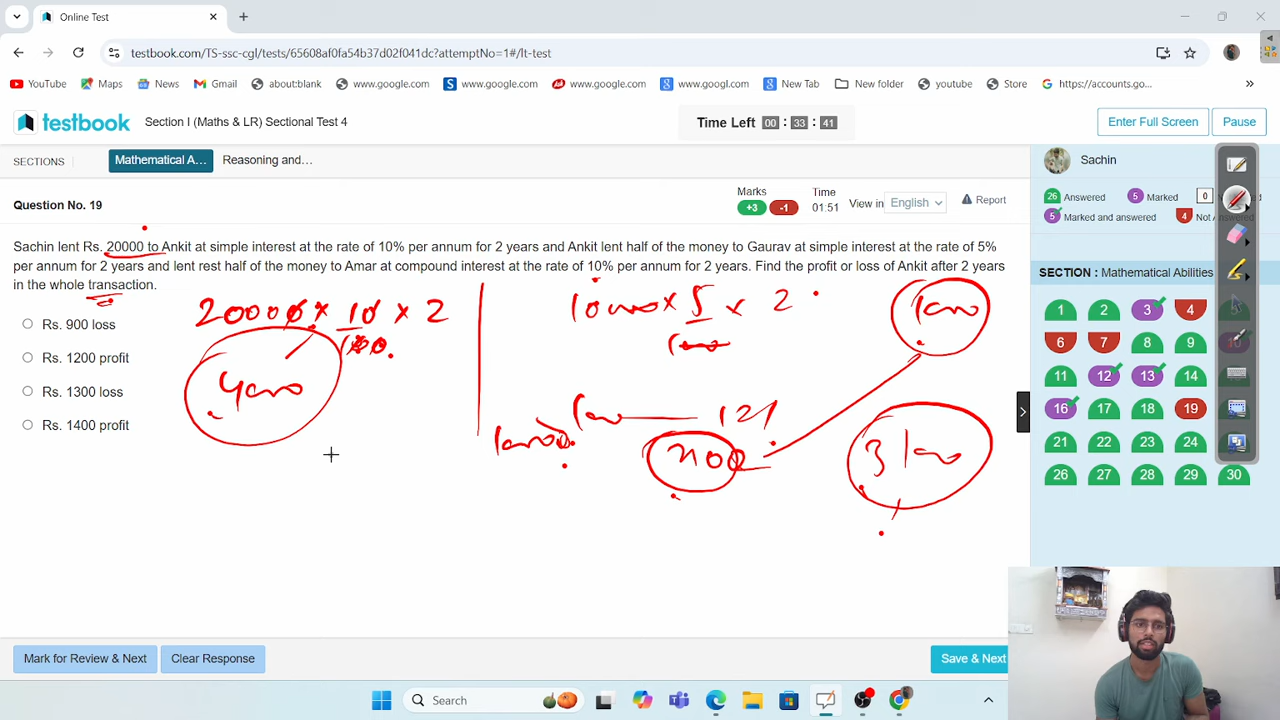 Online Test
testbook.com/TS-ssc-cgl/tests/65608af0fa54b37d02f041dc?attemptNo=1#/lt-test
YouTube Maps News Gmail about:blank www.google.com www.google.com www.google.com www.googl.com New Tab New folder youtube Store https://accounts.go...
testbook Section I (Maths & LR) Sectional Test 4 Time Left 00 : 33 : 41 Enter Full Screen Pause
SECTIONS Mathematical A... Reasoning and... Sachin
Question No. 19 Marks +3 -1 Time 01:51 View in English Report
26 Answered 5 Marked 0
5 Marked and answered 4
Sachin lent Rs. 20000 to Ankit at simple interest at the rate of 10% per annum for 2 years and Ankit lent half of the money to Gaurav at simple interest at the rate of 5%
per annum for 2 years and lent rest half of the money to Amar at compound interest at the rate of 10% per annum for 2 years. Find the profit or loss of Ankit after 2 years
in the whole transaction.
Rs. 900 loss
Rs. 1200 profit
Rs. 1300 loss
Rs. 1400 profit
20000 × 10 × 2
100
× 5 × 2
SECTION : Mathematical Abilities
1 2 3 4
6 7 8 9 10
11 12 13 14
16 17 18 19
21 22 23 24
26 27 28 29 30
Mark for Review & Next Clear Response Save & Next
Search